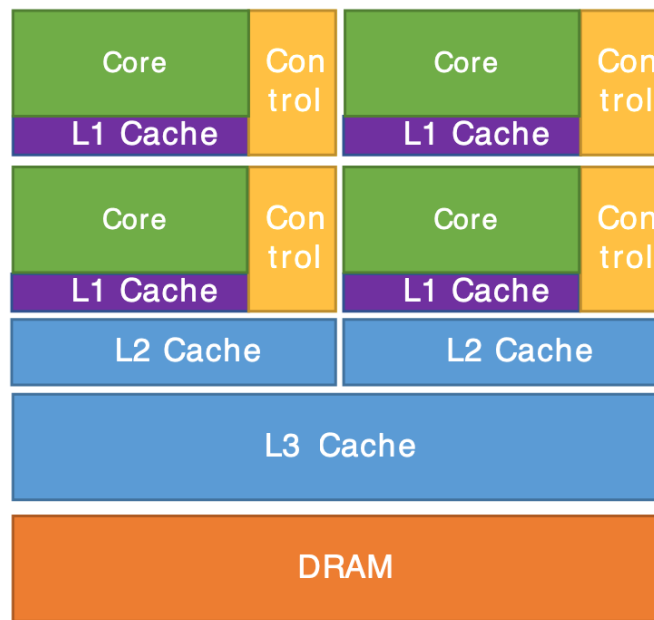 Core
Con
trol
Core
Con
trol
L1 Cache
L1 Cache
Core
Con
trol
Core
Con
trol
L1 Cache
L1 Cache
L2 Cache
L2 Cache
L3 Cache
DRAM